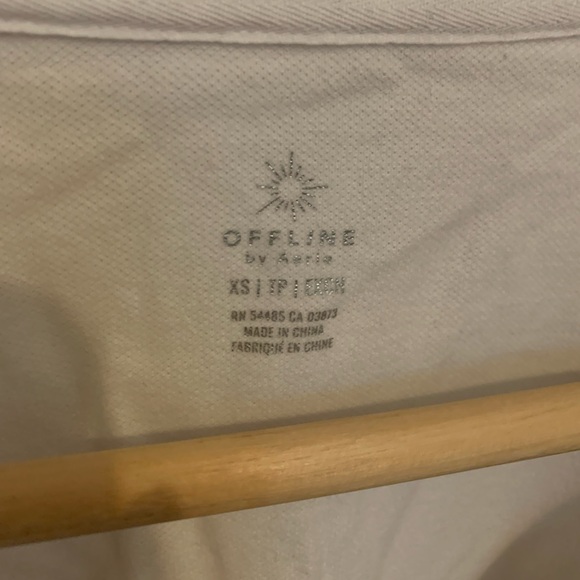 OFFLINE
by Aerie
XS | TP |
RN 54485 CA 03873
MADE IN CHINA
FABRIQUÉ EN CHINE